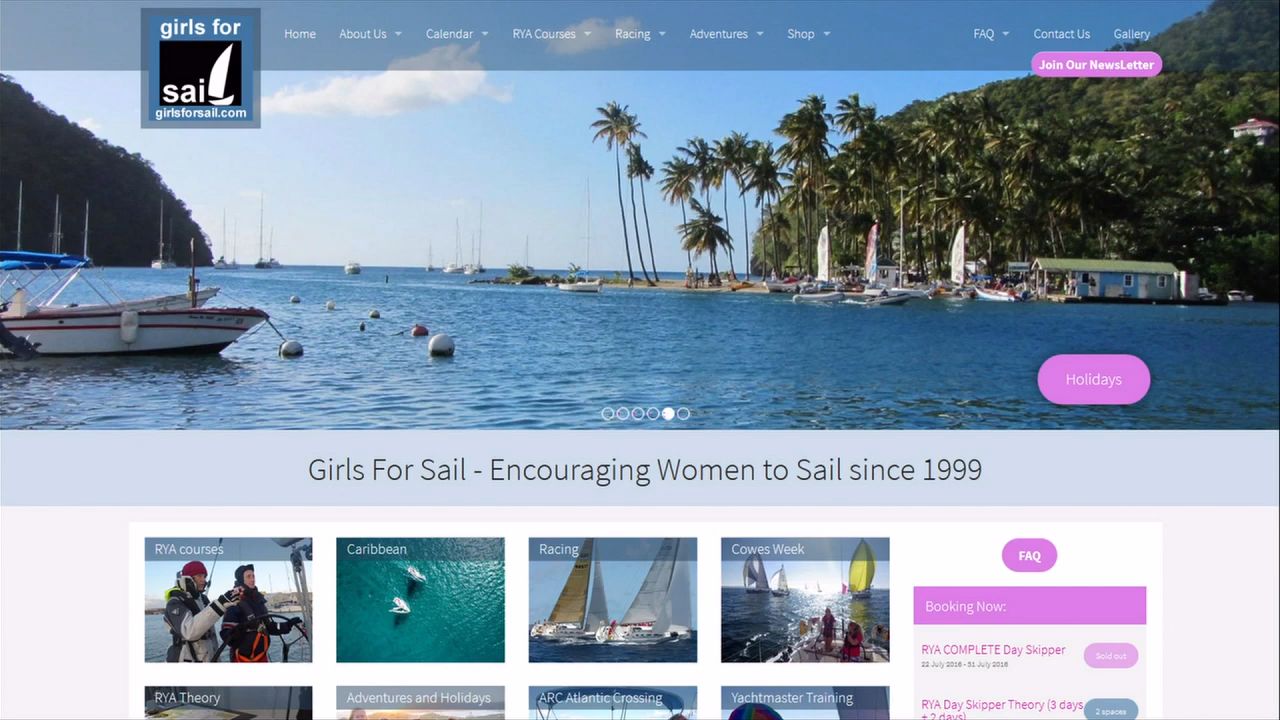 girls for
sail
girlsforsail.com
Home
About Us
Calendar
RYA Courses
Racing
Adventures
Shop
FAQ
Contact Us
Gallery
Join Our NewsLetter
Holidays
Girls For Sail - Encouraging Women to Sail since 1999
RYA courses
Caribbean
Racing
Cowes Week
FAQ
Booking Now:
RYA COMPLETE Day Skipper
22 July 2016 - 31 July 2016
Sold out
RYA Theory
Adventures and Holidays
ARC Atlantic Crossing
Yachtmaster Training
RYA Day Skipper Theory (3 days
+ 2 days)
2 spaces